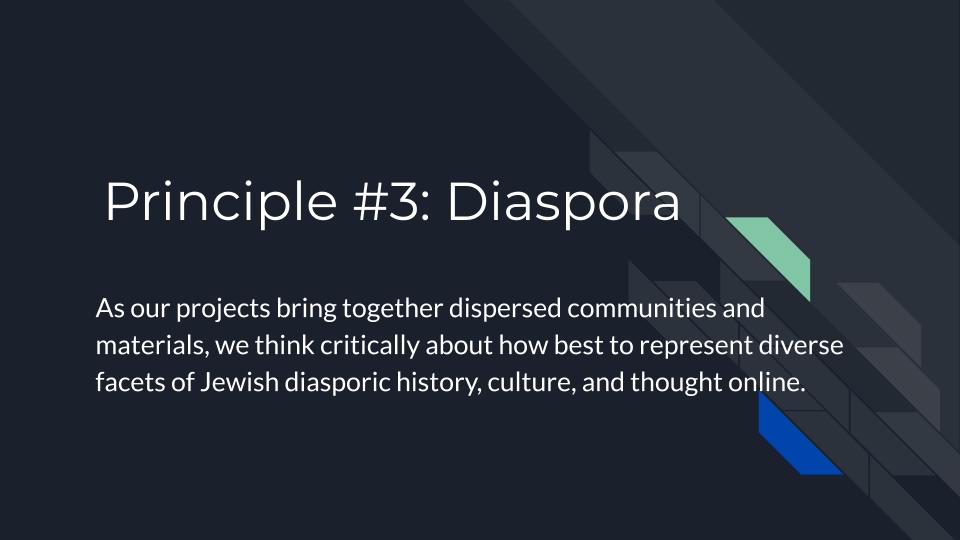 Principle #3: Diaspora
As our projects bring together dispersed communities and
materials, we think critically about how best to represent diverse
facets of Jewish diasporic history, culture, and thought online.